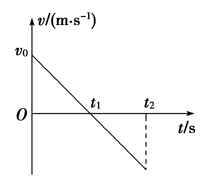 v/(m·s⁻¹)
v₀
O
t₁
t₂
t/s